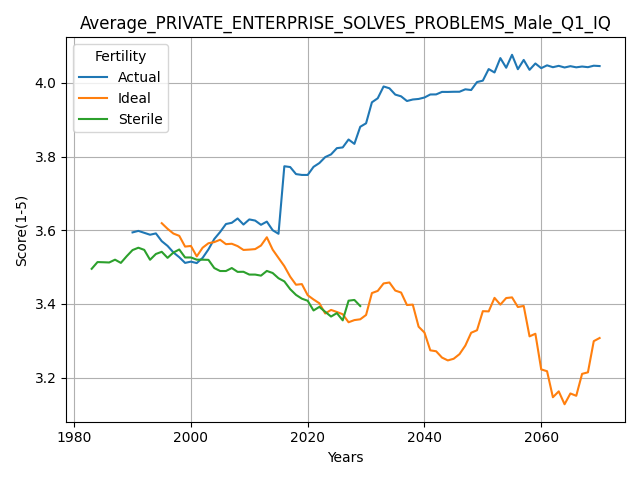 Average_PRIVATE_ENTERPRISE_SOLVES_PROBLEMS_Male_Q1_IQ
Fertility
Actual
Ideal
Sterile
Score(1-5)
4.0
3.8
3.6
3.4
3.2
1980 2000 2020 2040 2060
Years